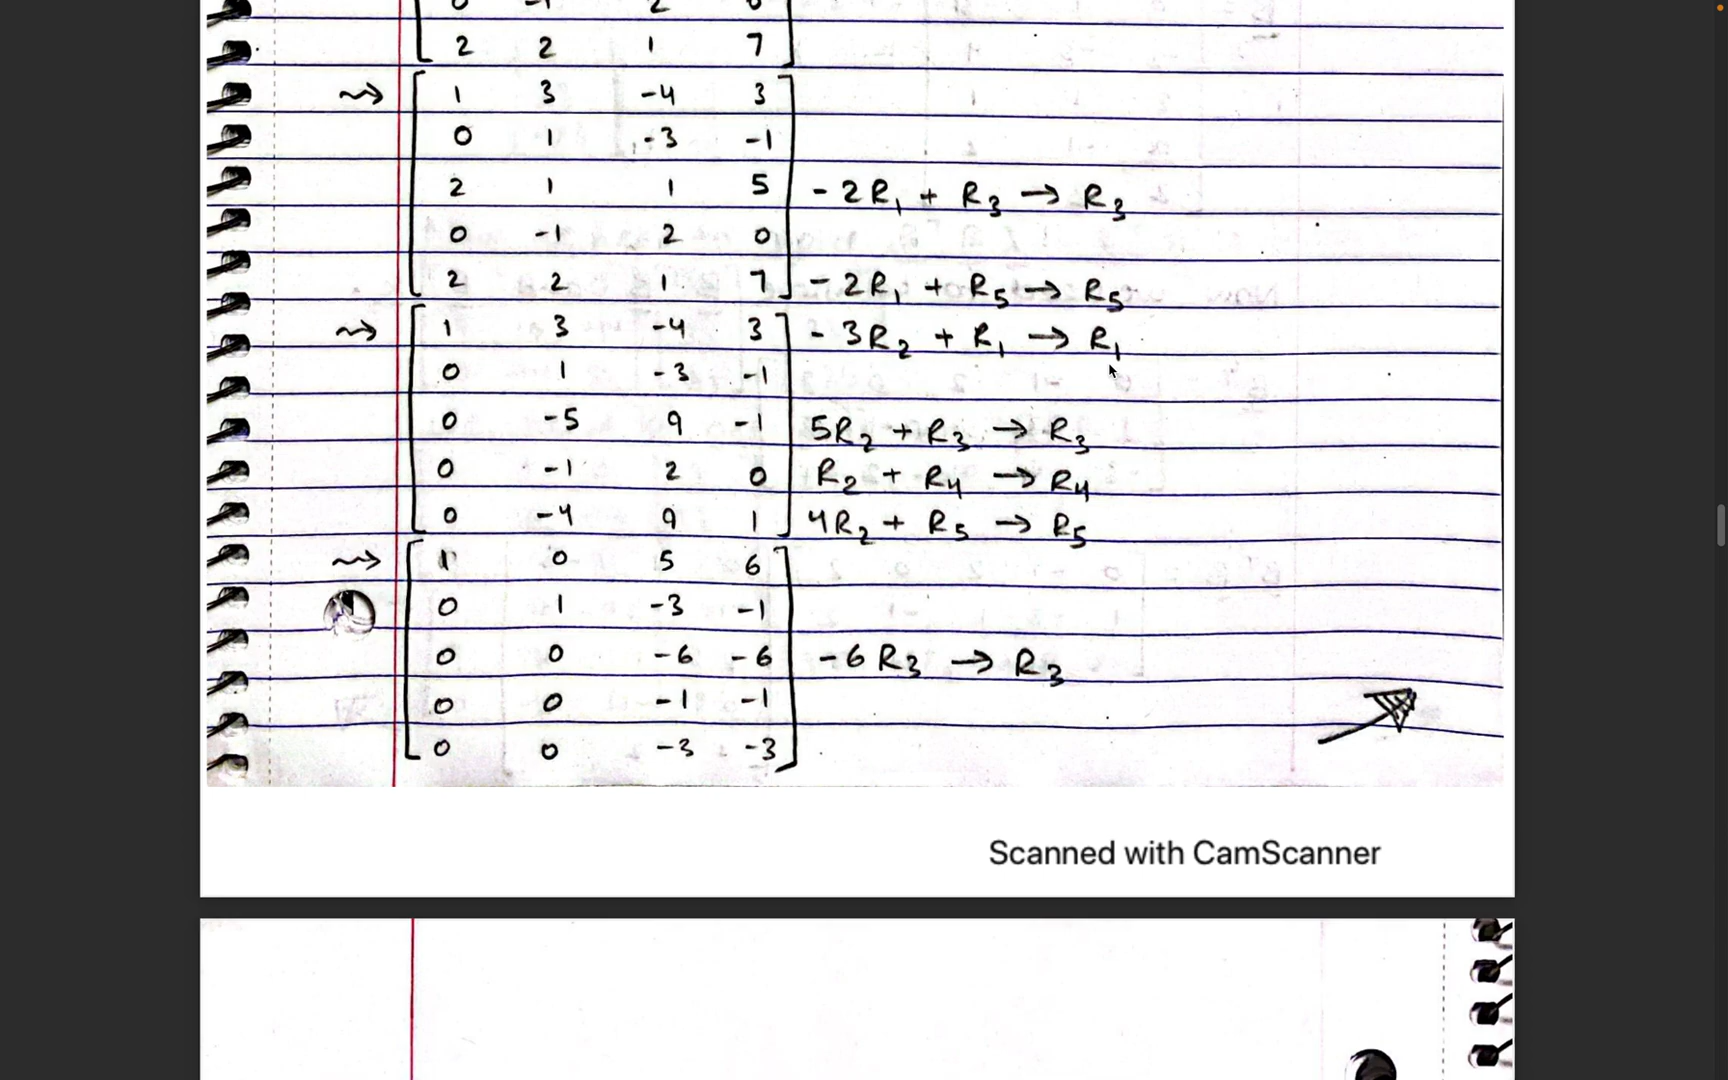 0 -1 2 0
2 2 1 7
⇝ 1 3 -4 3
0 1 -3 -1
2 1 1 5 -2R₁ + R₃ → R₃
0 -1 2 0
2 2 1 7 -2R₁ + R₅ → R₅
⇝ 1 3 -4 3 -3R₂ + R₁ → R₁
0 1 -3 -1
0 -5 9 -1 5R₂ + R₃ → R₃
0 -1 2 0 R₂ + R₄ → R₄
0 -4 9 1 4R₂ + R₅ → R₅
⇝ 1 0 5 6
0 1 -3 -1
0 0 -6 -6 -6R₃ → R₃
0 0 -1 -1
0 0 -3 -3
Scanned with CamScanner